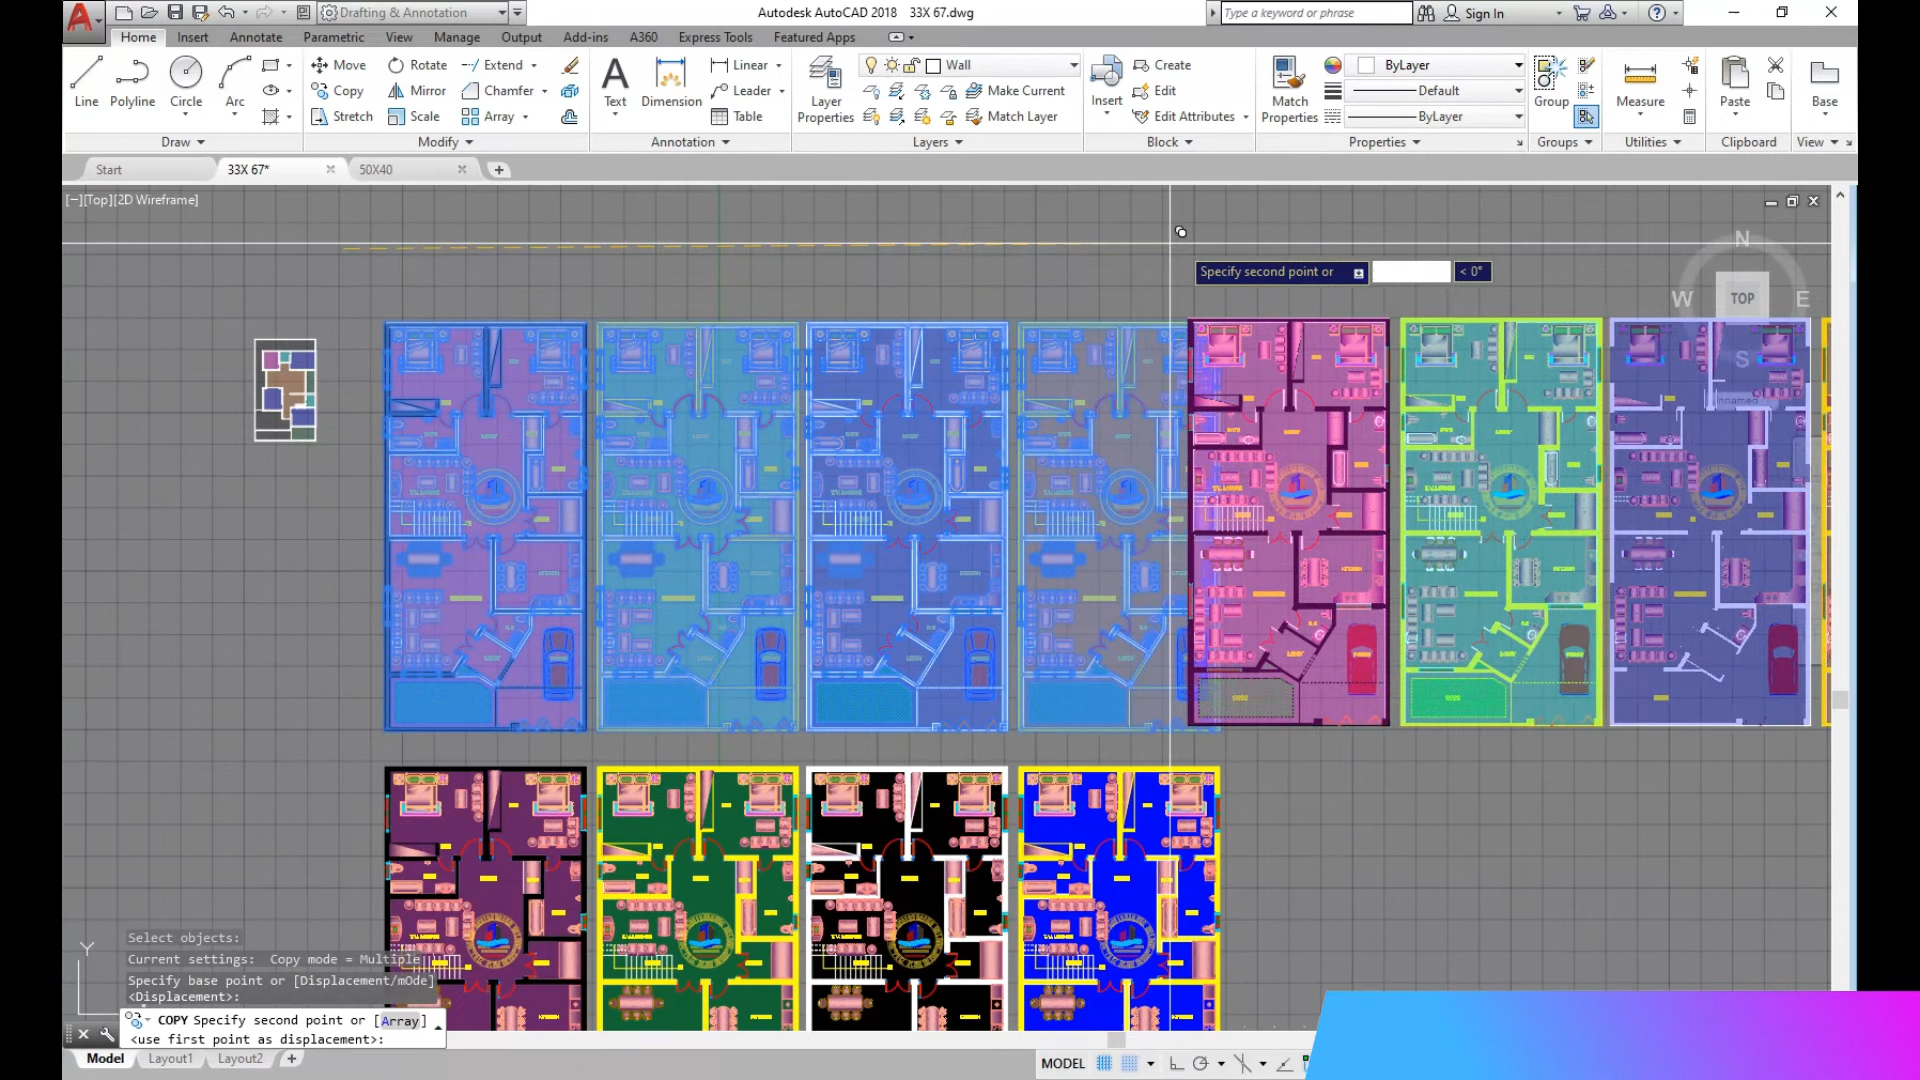 Drafting & Annotation
Autodesk AutoCAD 2018 33X 67.dwg
Type a keyword or phrase
Sign In
Home Insert Annotate Parametric View Manage Output Add-ins A360 Express Tools Featured Apps
Move Rotate Extend
Linear
Wall
Create
ByLayer
Copy Mirror Chamfer
Leader
Make Current
Edit
Default
Stretch Scale Array
Table
Match Layer
Edit Attributes
ByLayer
Line Polyline Circle Arc
Text Dimension
Layer
Properties
Insert
Match
Properties
Group
Measure
Paste
Base
Draw Modify Annotation Layers Block Properties Groups Utilities Clipboard View
Start 33X 67* 50X40
[−][Top][2D Wireframe]
N
W TOP E
S
Specify second point or
< 0°
Unnamed
Y
Select objects:
Current settings: Copy mode = Multiple
Specify base point or [Displacement/mOde]
<Displacement>:
COPY Specify second point or [Array]
<use first point as displacement>:
Model Layout1 Layout2
MODEL